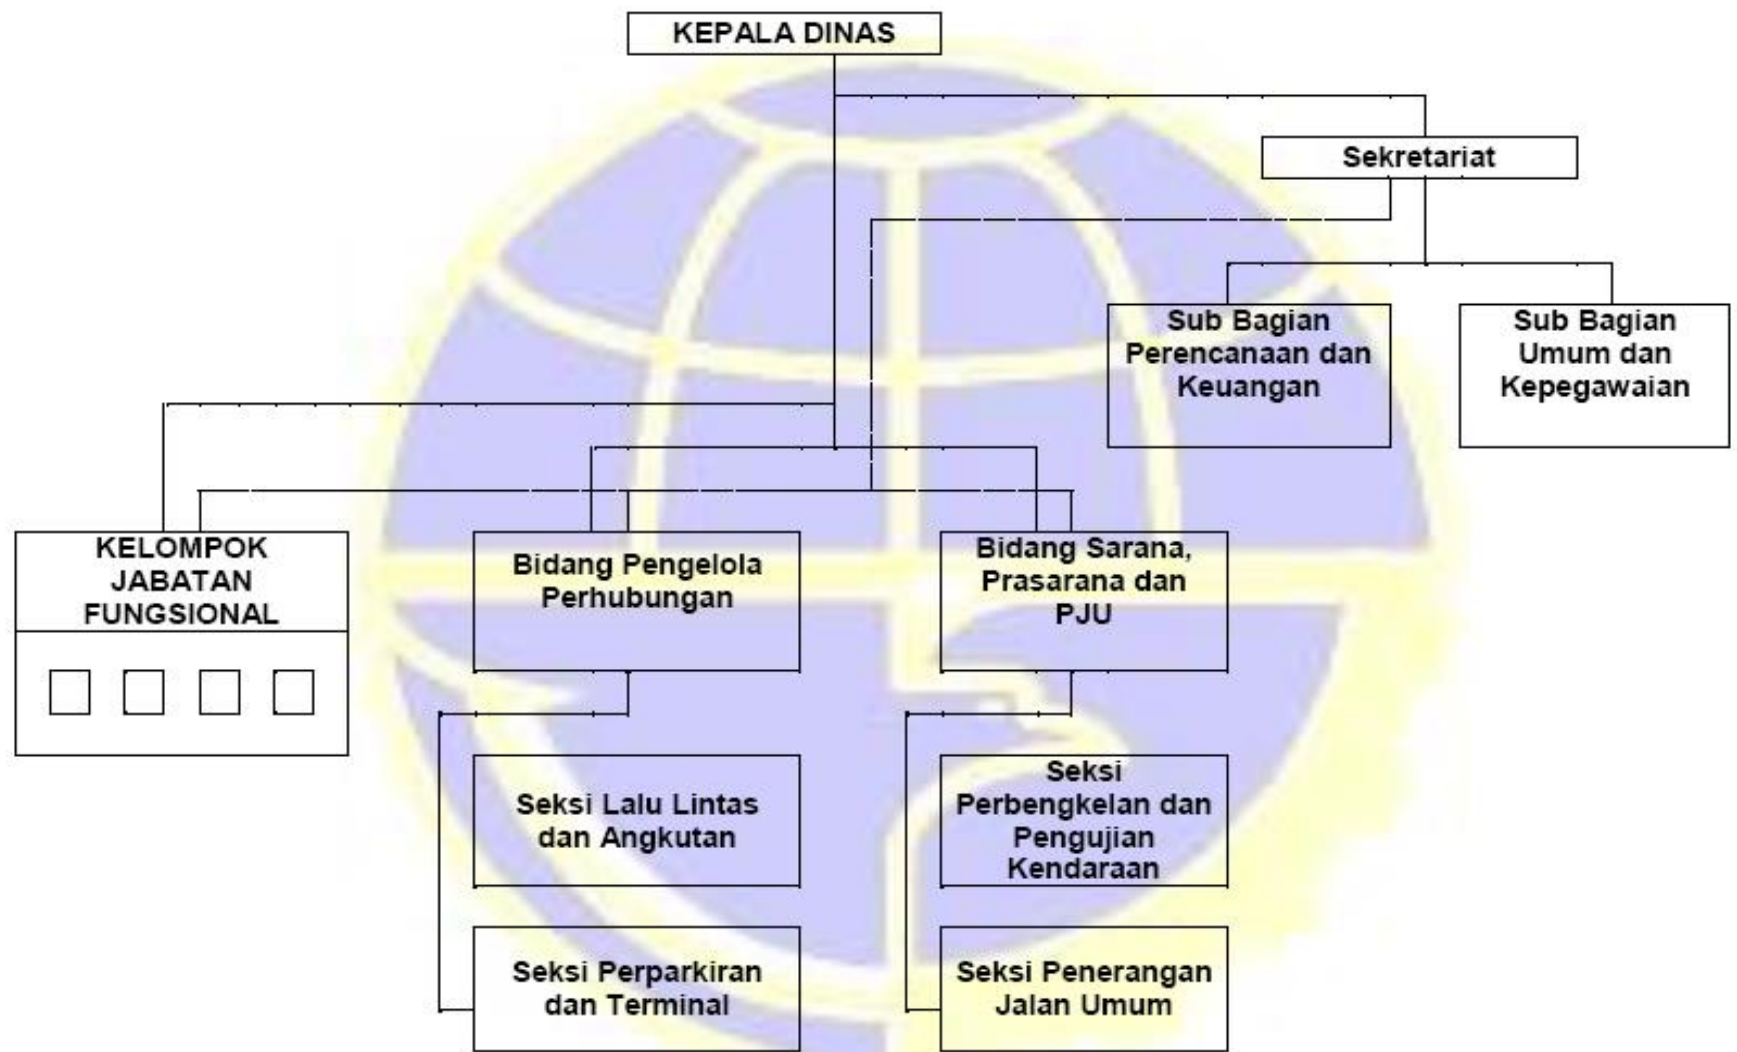 KEPALA DINAS
Sekretariat
Sub Bagian
Perencanaan dan
Keuangan
Sub Bagian
Umum dan
Kepegawaian
KELOMPOK
JABATAN
FUNGSIONAL
Bidang Pengelola
Perhubungan
Bidang Sarana,
Prasarana dan
PJU
Seksi Lalu Lintas
dan Angkutan
Seksi
Perbengkelan dan
Pengujian
Kendaraan
Seksi Perparkiran
dan Terminal
Seksi Penerangan
Jalan Umum